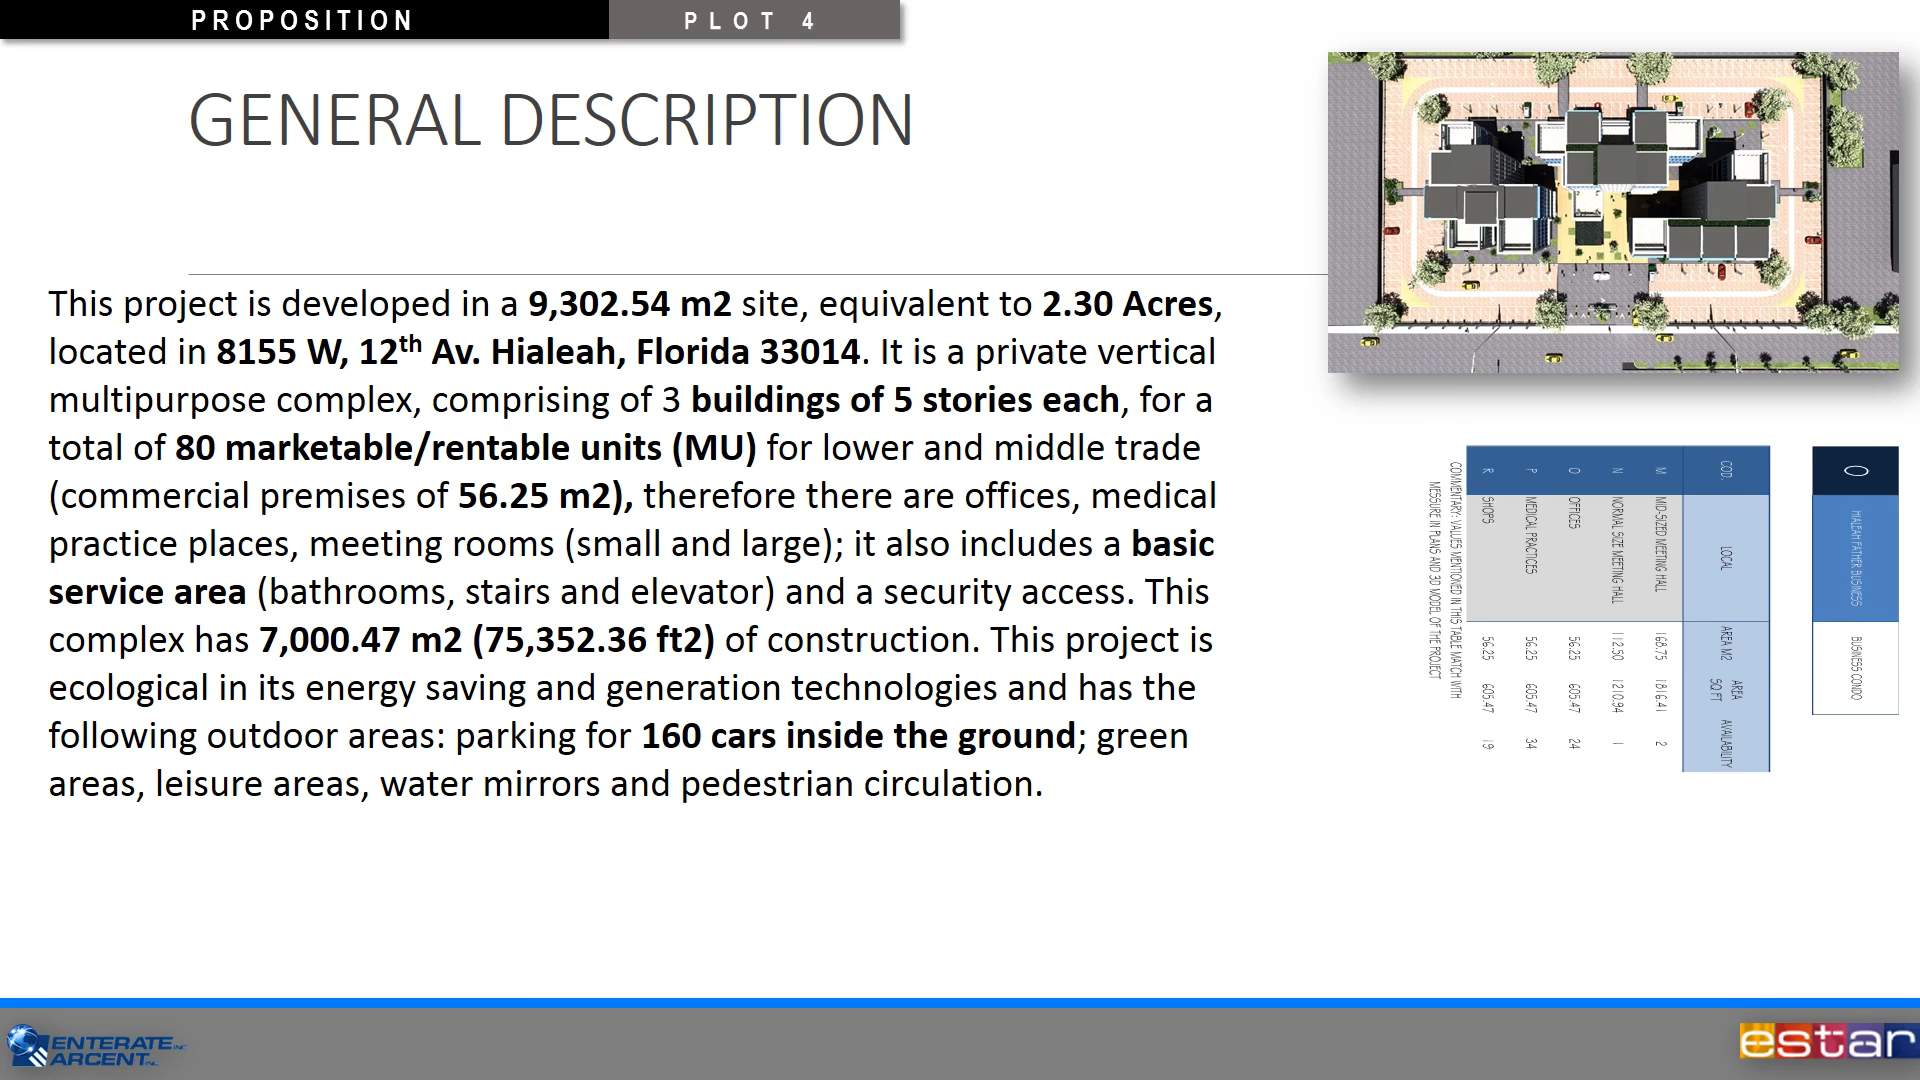 PROPOSITION
PLOT 4
GENERAL DESCRIPTION
This project is developed in a 9,302.54 m2 site, equivalent to 2.30 Acres,
located in 8155 W, 12th Av. Hialeah, Florida 33014. It is a private vertical
multipurpose complex, comprising of 3 buildings of 5 stories each, for a
total of 80 marketable/rentable units (MU) for lower and middle trade
(commercial premises of 56.25 m2), therefore there are offices, medical
practice places, meeting rooms (small and large); it also includes a basic
service area (bathrooms, stairs and elevator) and a security access. This
complex has 7,000.47 m2 (75,352.36 ft2) of construction. This project is
ecological in its energy saving and generation technologies and has the
following outdoor areas: parking for 160 cars inside the ground; green
areas, leisure areas, water mirrors and pedestrian circulation.
O HIALEAH FATHER BUSINESS BUSINESS CONDO
COD. LOCAL AREA M2 AREA SQ FT AVAILABILITY
M MID-SIZED MEETING HALL 168.75 1816.41 2
N NORMAL SIZE MEETING HALL 112.50 1210.94 1
O OFFICES 56.25 605.47 24
P MEDICAL PRACTICES 56.25 605.47 34
R SHOPS 56.25 605.47 19
COMMENTARY: VALUES MENTIONED IN THIS TABLE MATCH WITH
MESSURE IN PLANS AND 3D MODEL OF THE PROJECT
ENTERATE INC
ARCENT INC
estar